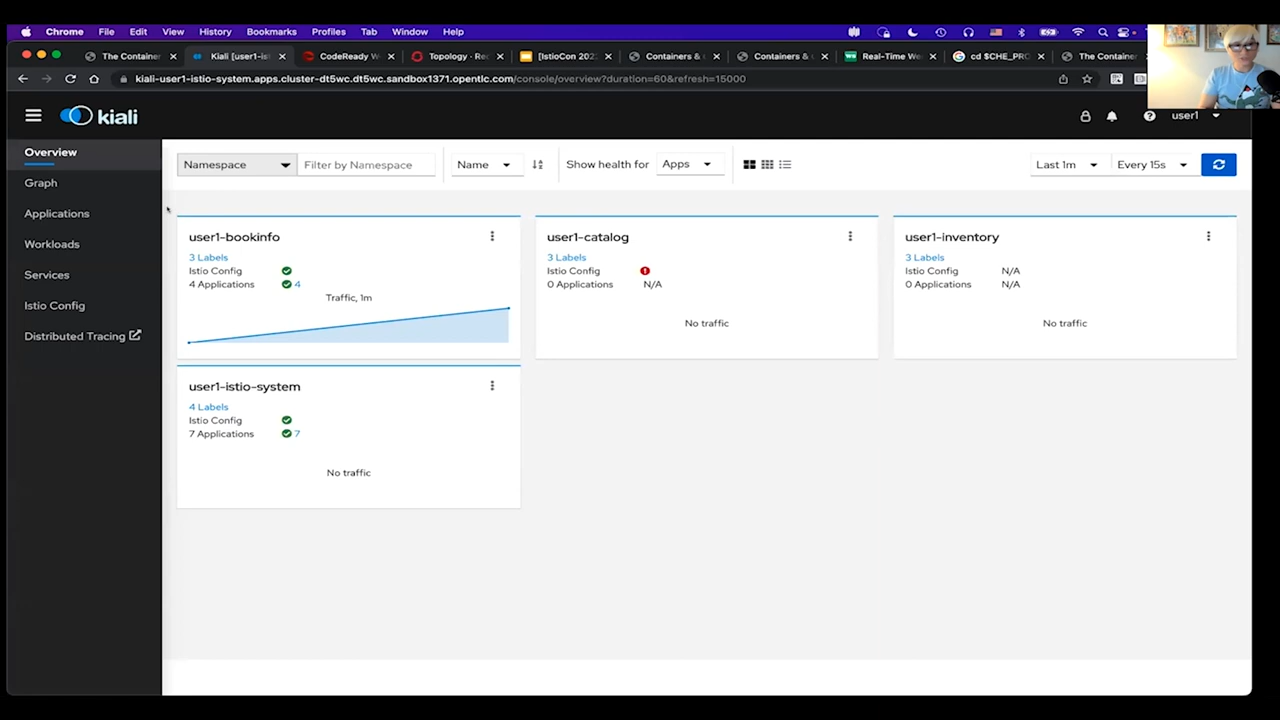 Chrome File Edit View History Bookmarks Profiles Tab Window Help
The Container Kiali [user1-is CodeReady W Topology · Red [IstioCon 202 Containers & Containers & Real-Time We cd $CHE_PRO The Container
kiali-user1-istio-system.apps.cluster-dt5wc.dt5wc.sandbox1371.opentlc.com/console/overview?duration=60&refresh=15000
kiali user1
Overview
Graph
Applications
Workloads
Services
Istio Config
Distributed Tracing
Namespace Filter by Namespace Name Show health for Apps Last 1m Every 15s
user1-bookinfo
3 Labels
Istio Config
4 Applications 4
Traffic, 1m
user1-catalog
3 Labels
Istio Config
0 Applications N/A
No traffic
user1-inventory
3 Labels
Istio Config N/A
0 Applications N/A
No traffic
user1-istio-system
4 Labels
Istio Config
7 Applications 7
No traffic